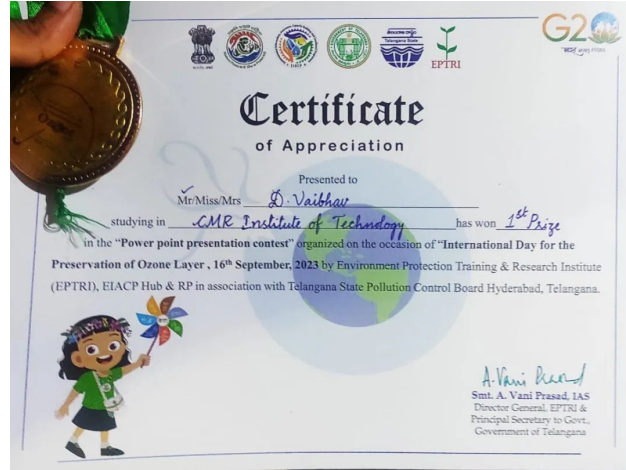 G20
EPTRI
Certificate
of Appreciation
Presented to
Mr/Miss/Mrs D. Vaibhav
studying in CMR Institute of Technology has won 1st Prize
in the “Power point presentation contest” organized on the occasion of “International Day for the
Preservation of Ozone Layer , 16th September, 2023 by Environment Protection Training & Research Institute
(EPTRI), EIACP Hub & RP in association with Telangana State Pollution Control Board Hyderabad, Telangana.
A. Vani Prasad
Smt. A. Vani Prasad, IAS
Director General, EPTRI &
Principal Secretary to Govt.,
Government of Telangana